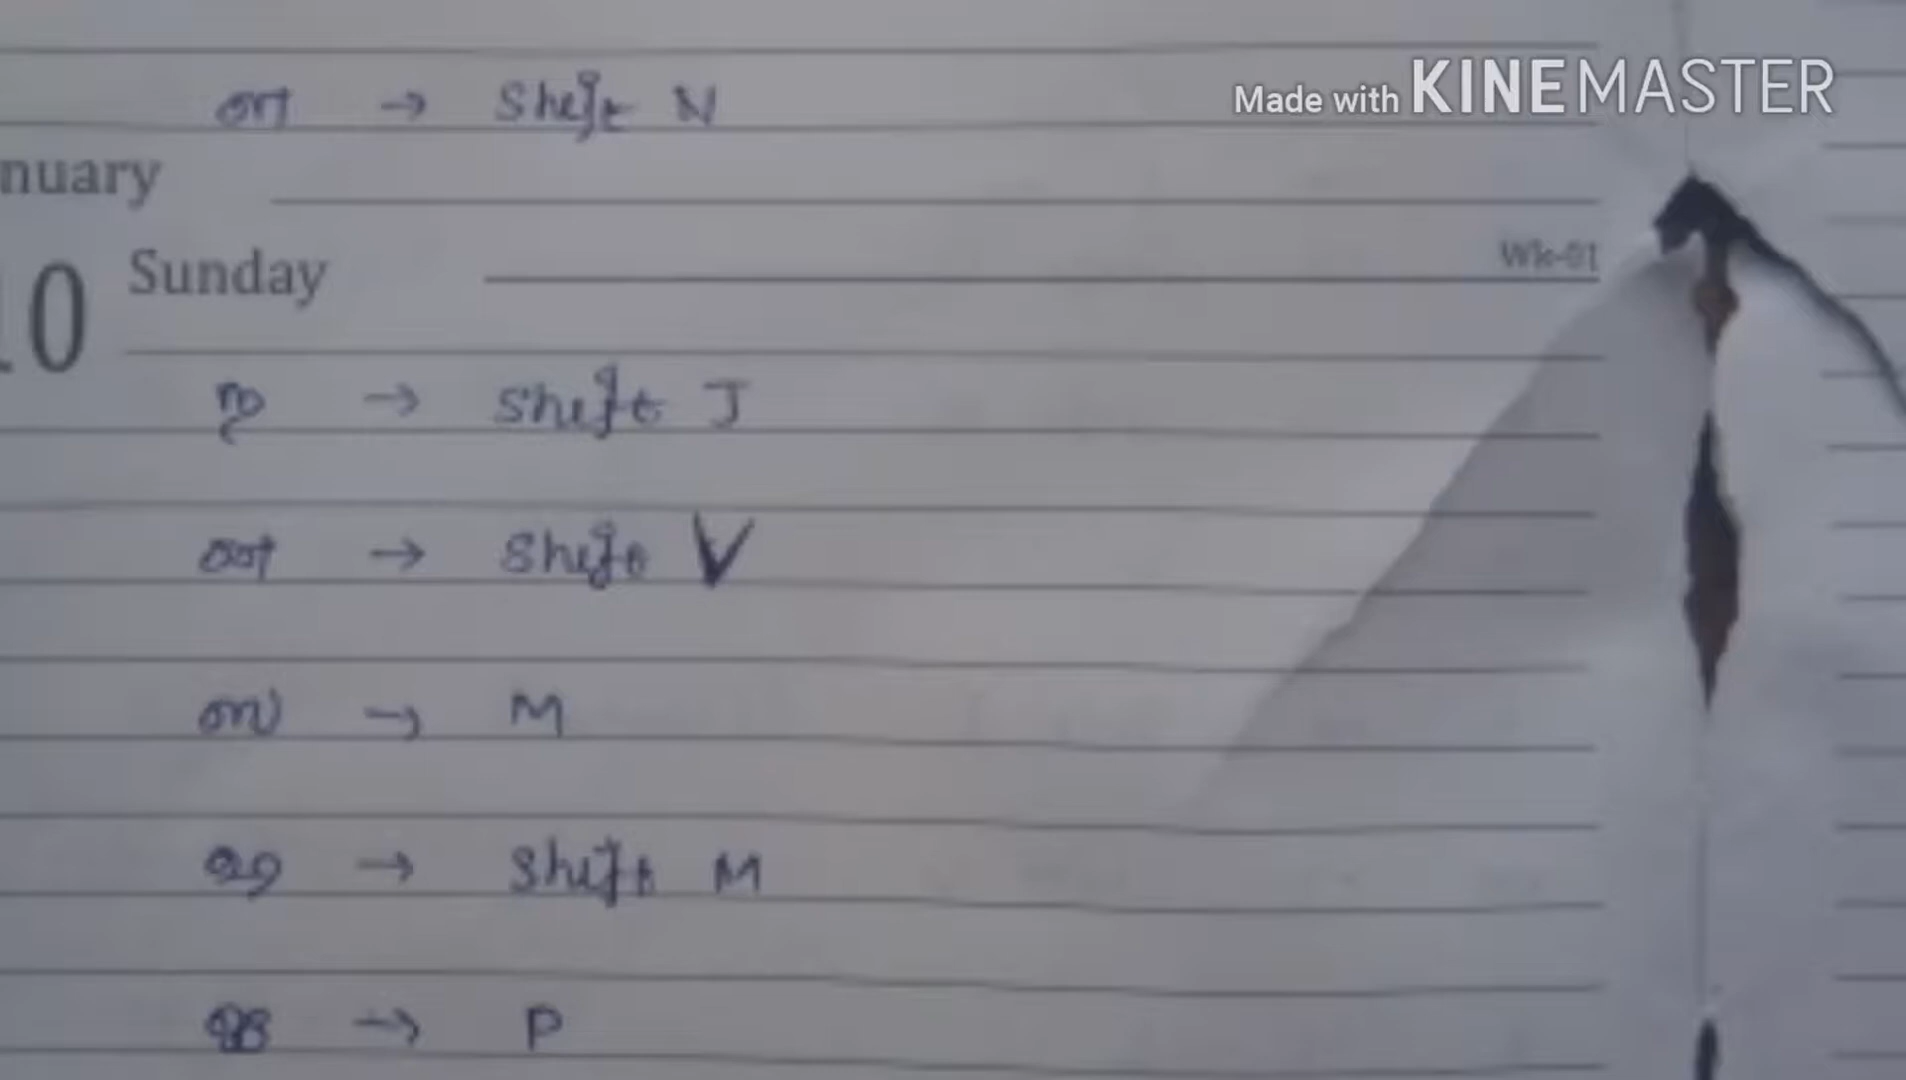 ள → Shift N
nuary
10 Sunday
Wk-01
ற → Shift J
ன → Shift V
ஸ → M
ஶ → Shift M
ஜ → P
Made with KINEMASTER